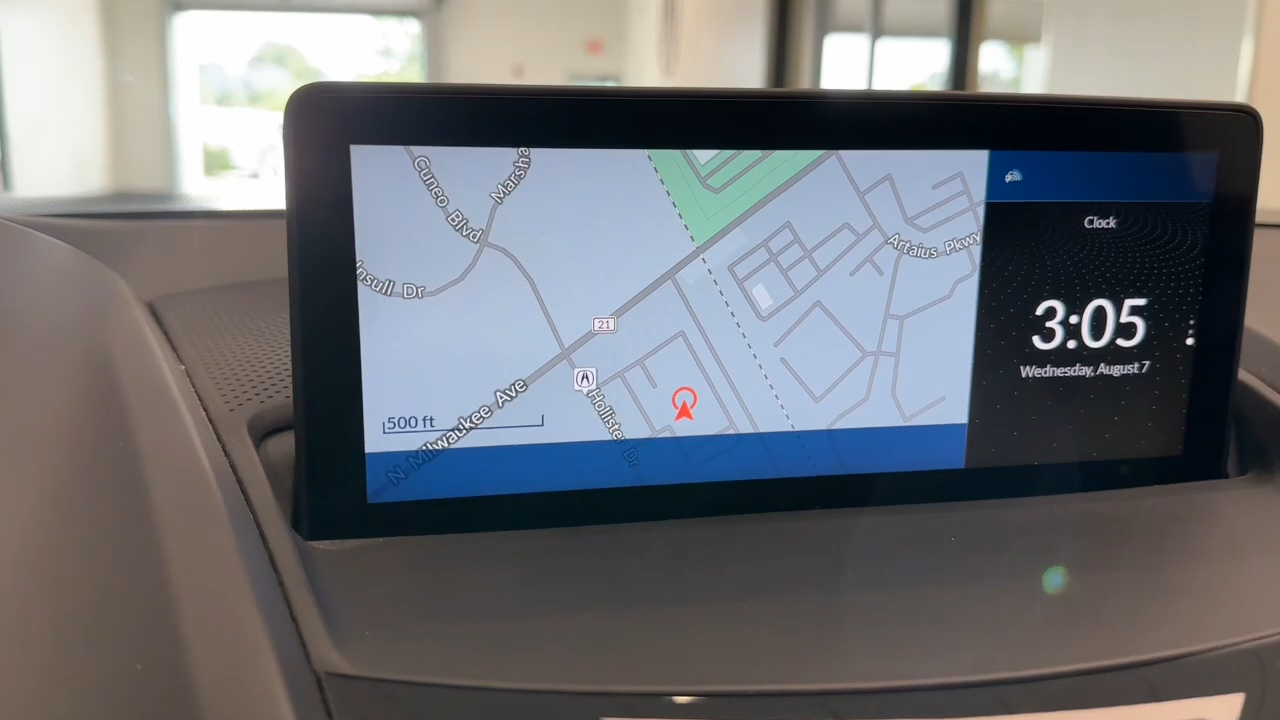 Cuneo Blvd
Marsha
Insull Dr
Artaius Pkwy
21
N Milwaukee Ave
Hollister Dr
500 ft
Clock
3:05
Wednesday, August 7